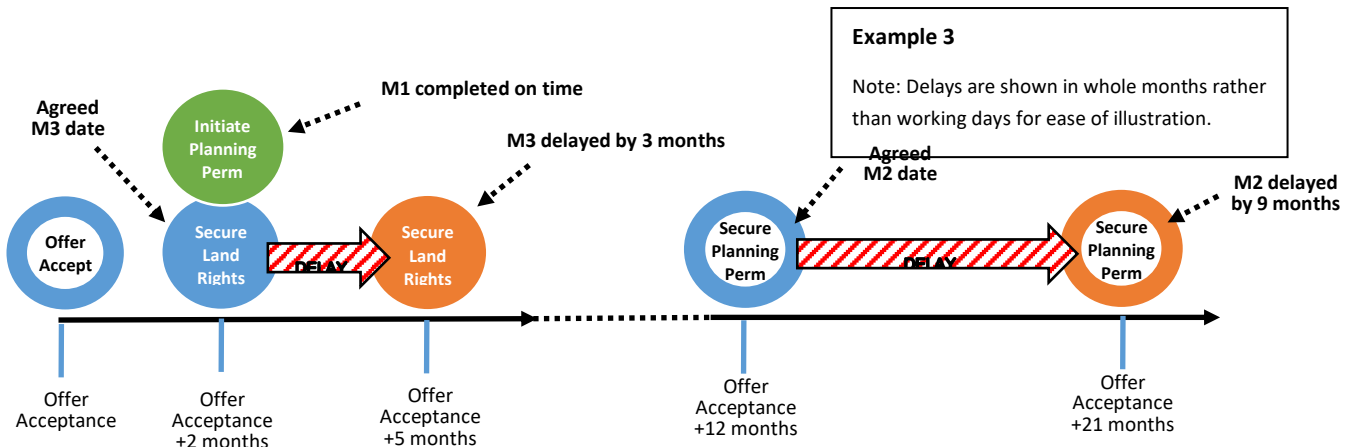 Example 3
Note: Delays are shown in whole months rather
than working days for ease of illustration.
Agreed
M3 date
Initiate
Planning
Perm
M1 completed on time
M3 delayed by 3 months
Agreed
M2 date
M2 delayed
by 9 months
Offer
Accept
Secure
Land
Rights
DELAY
Secure
Land
Rights
Secure
Planning
Perm
DELAY
Secure
Planning
Perm
Offer
Acceptance
Offer
Acceptance
+2 months
Offer
Acceptance
+5 months
Offer
Acceptance
+12 months
Offer
Acceptance
+21 months